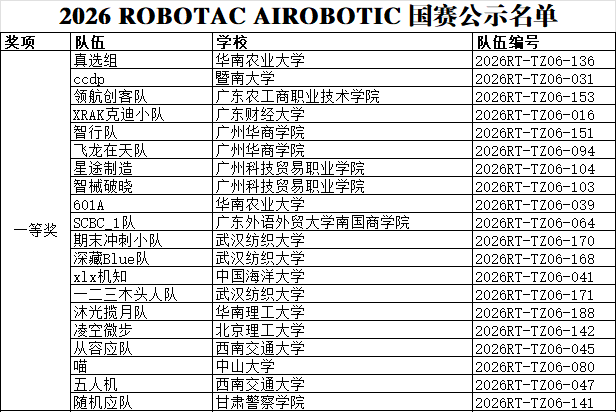 2026 ROBOTAC AIROBOTIC 国赛公示名单
奖项 队伍 学校 队伍编号
一等奖
真选组 华南农业大学 2026RT-TZ06-136
ccdp 暨南大学 2026RT-TZ06-031
领航创客队 广东农工商职业技术学院 2026RT-TZ06-153
XRAK克迪小队 广东财经大学 2026RT-TZ06-016
智行队 广州华商学院 2026RT-TZ06-151
飞龙在天队 广州华商学院 2026RT-TZ06-094
星途制造 广州科技贸易职业学院 2026RT-TZ06-104
智械破晓 广州科技贸易职业学院 2026RT-TZ06-103
601A 华南农业大学 2026RT-TZ06-039
SCBC_1队 广东外语外贸大学南国商学院 2026RT-TZ06-064
期末冲刺小队 武汉纺织大学 2026RT-TZ06-170
深藏Blue队 武汉纺织大学 2026RT-TZ06-168
xlx机知 中国海洋大学 2026RT-TZ06-041
一二三木头人队 武汉纺织大学 2026RT-TZ06-171
沐光揽月队 华南理工大学 2026RT-TZ06-188
凌空微步 北京理工大学 2026RT-TZ06-142
从容应队 西南交通大学 2026RT-TZ06-045
喵 中山大学 2026RT-TZ06-080
五人机 西南交通大学 2026RT-TZ06-047
随机应队 甘肃警察学院 2026RT-TZ06-141